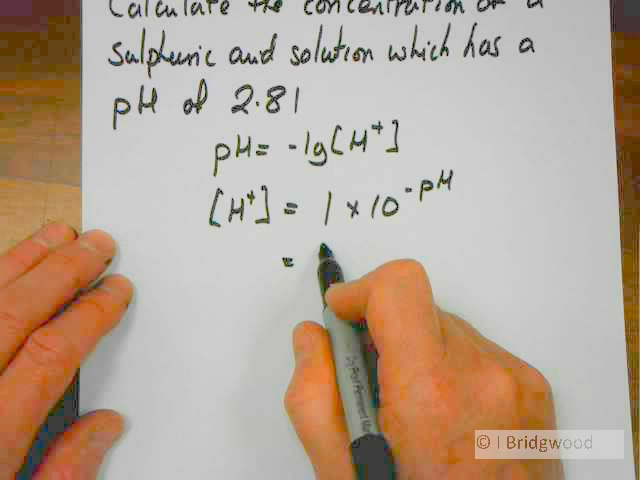 Calculate the concentration of a
Sulphuric acid solution which has a
pH of 2.81
pH = -lg[H⁺]
[H⁺] = 1 × 10⁻ᵖᴴ
=
© I Bridgwood